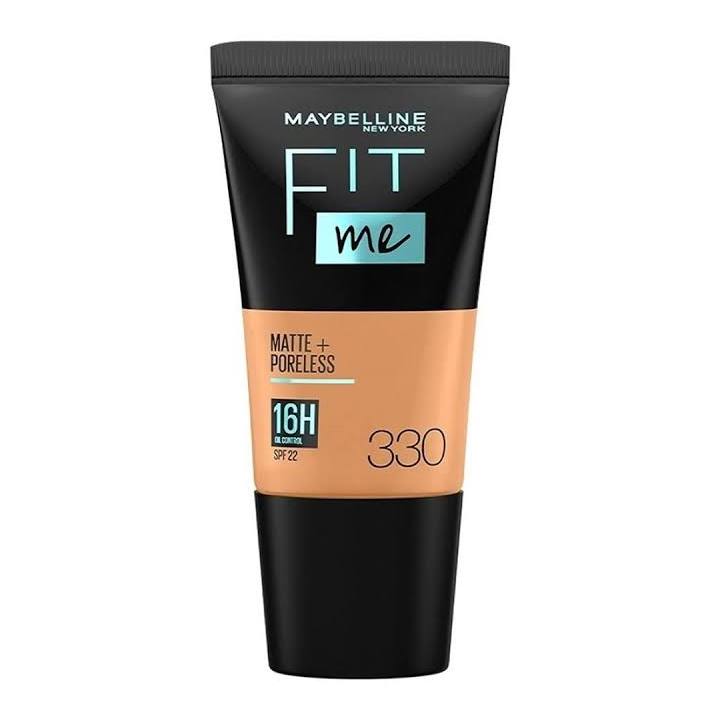 MAYBELLINE
NEW YORK
FIT
me
MATTE +
PORELESS
16H
OIL CONTROL
SPF 22
330